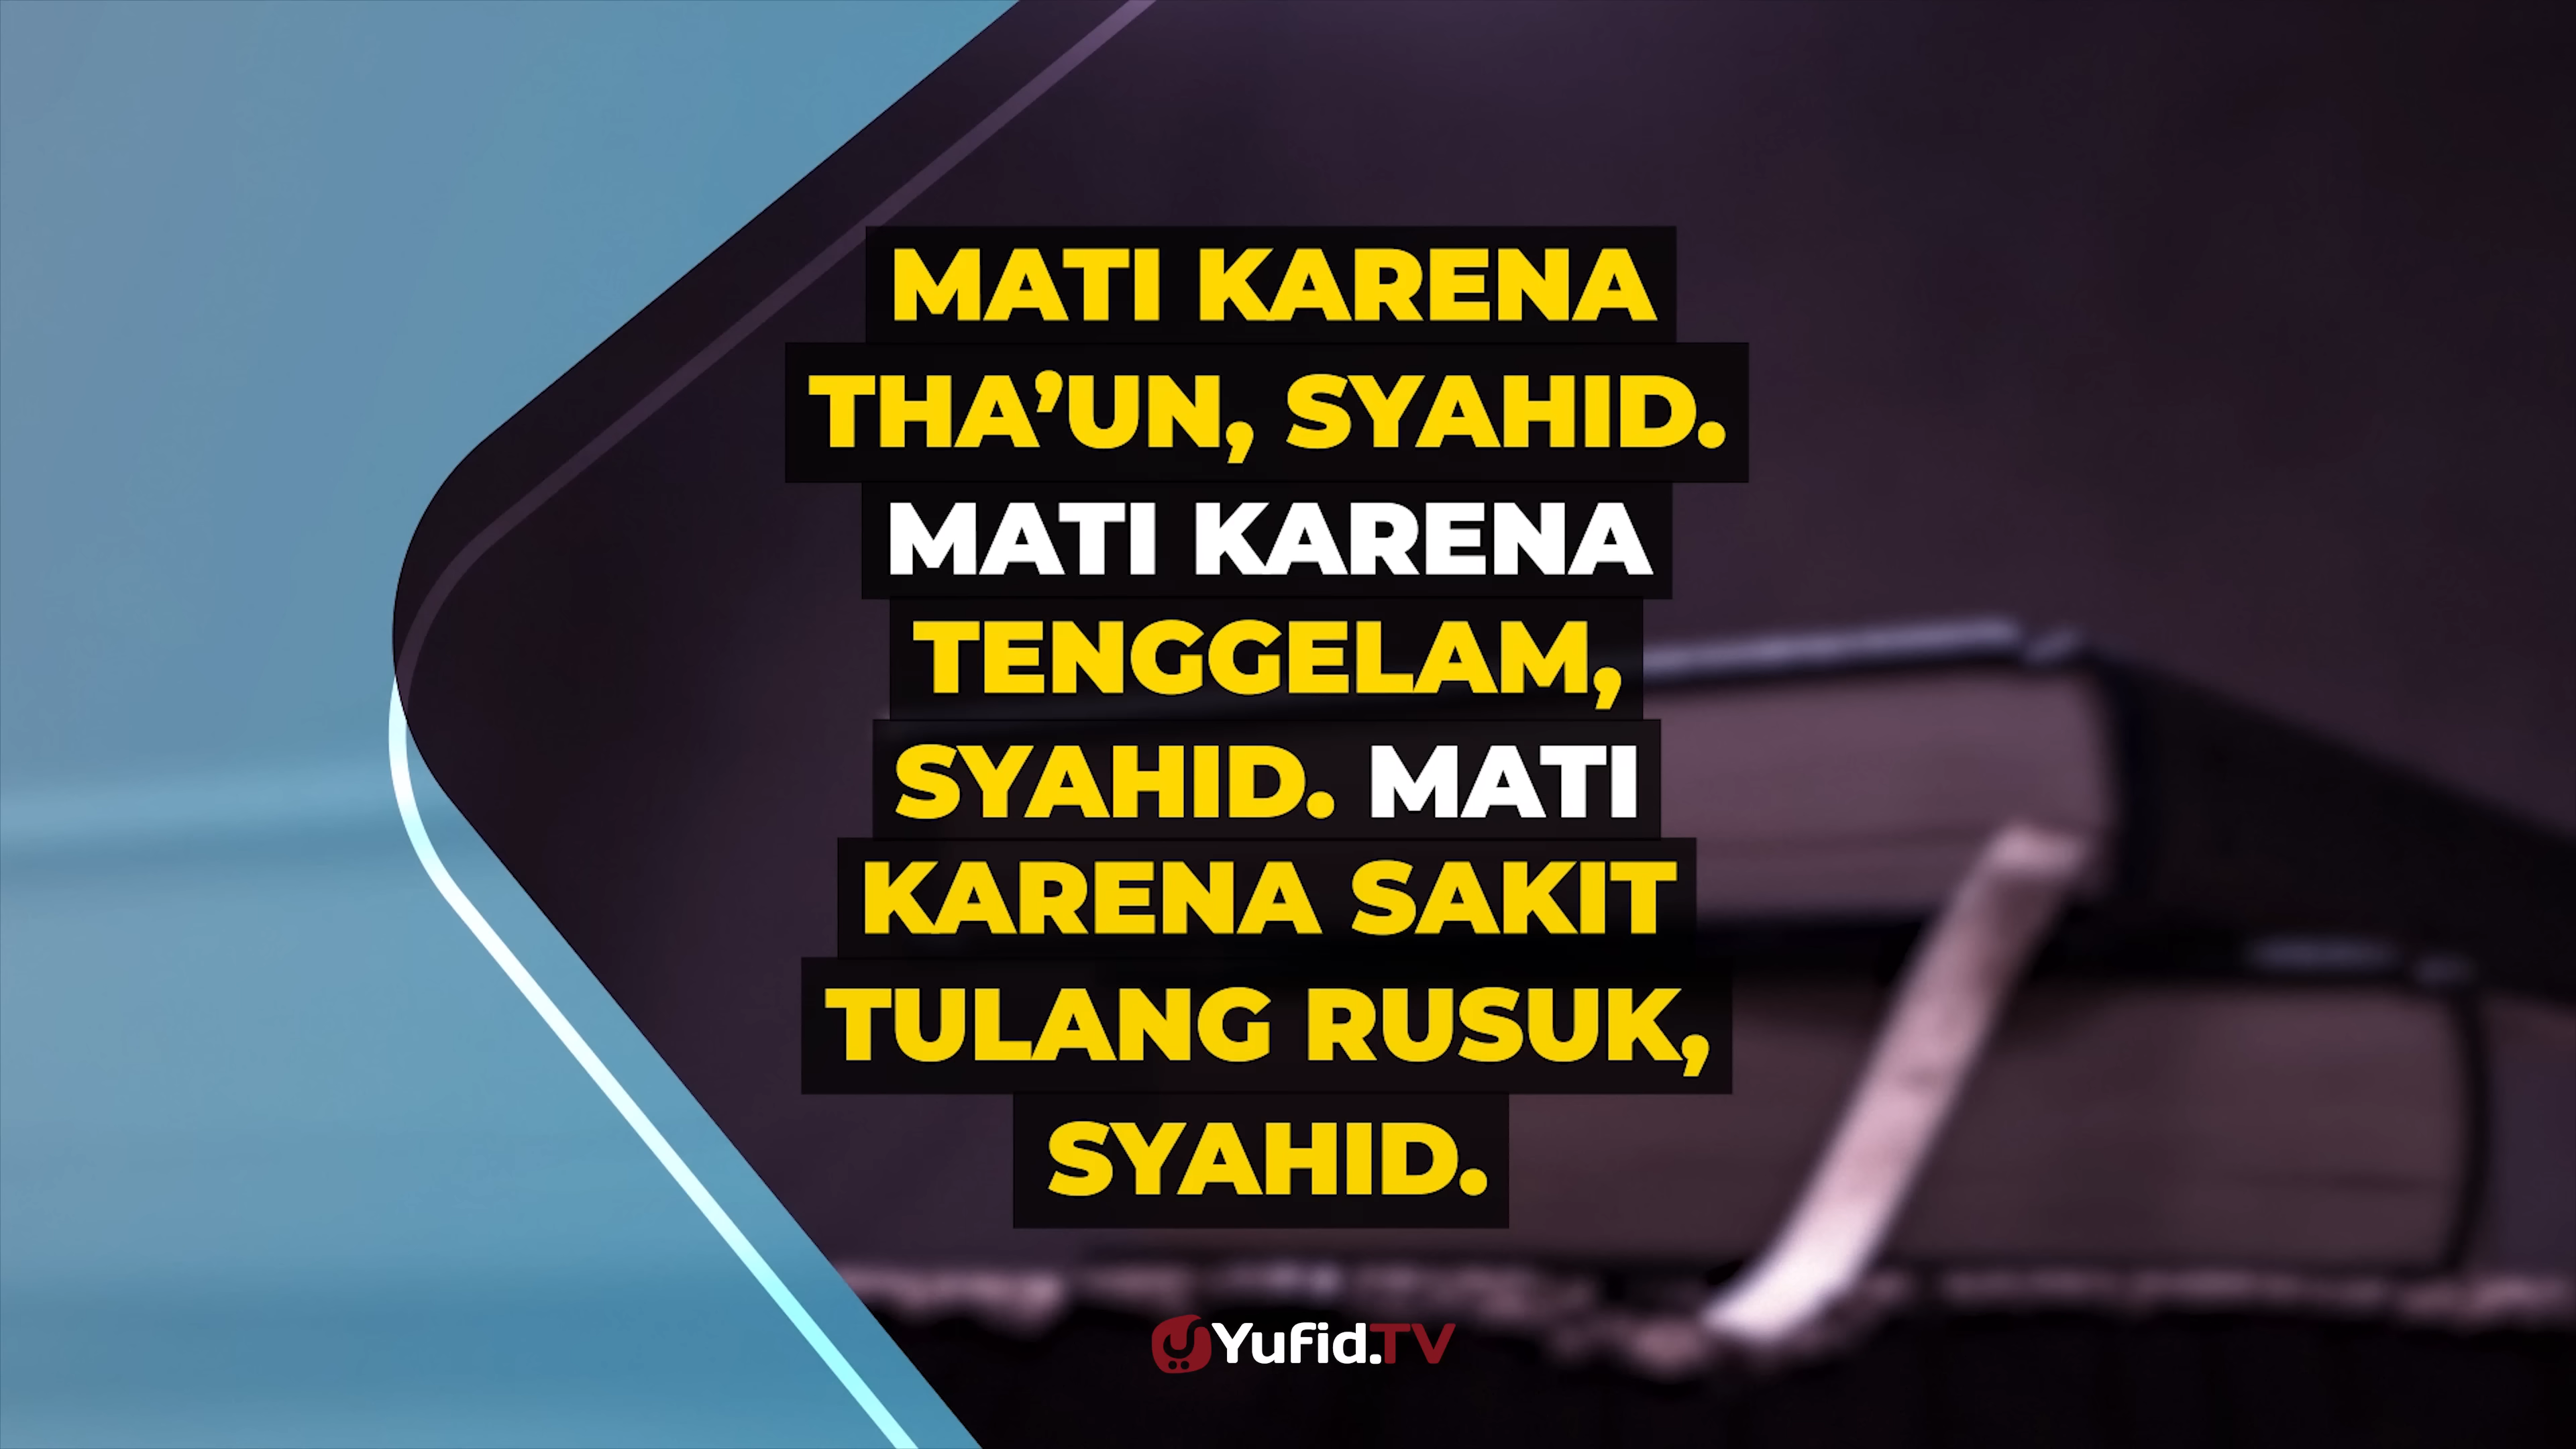 MATI KARENA
THA’UN, SYAHID.
MATI KARENA
TENGGELAM,
SYAHID. MATI
KARENA SAKIT
TULANG RUSUK,
SYAHID.
Yufid.TV